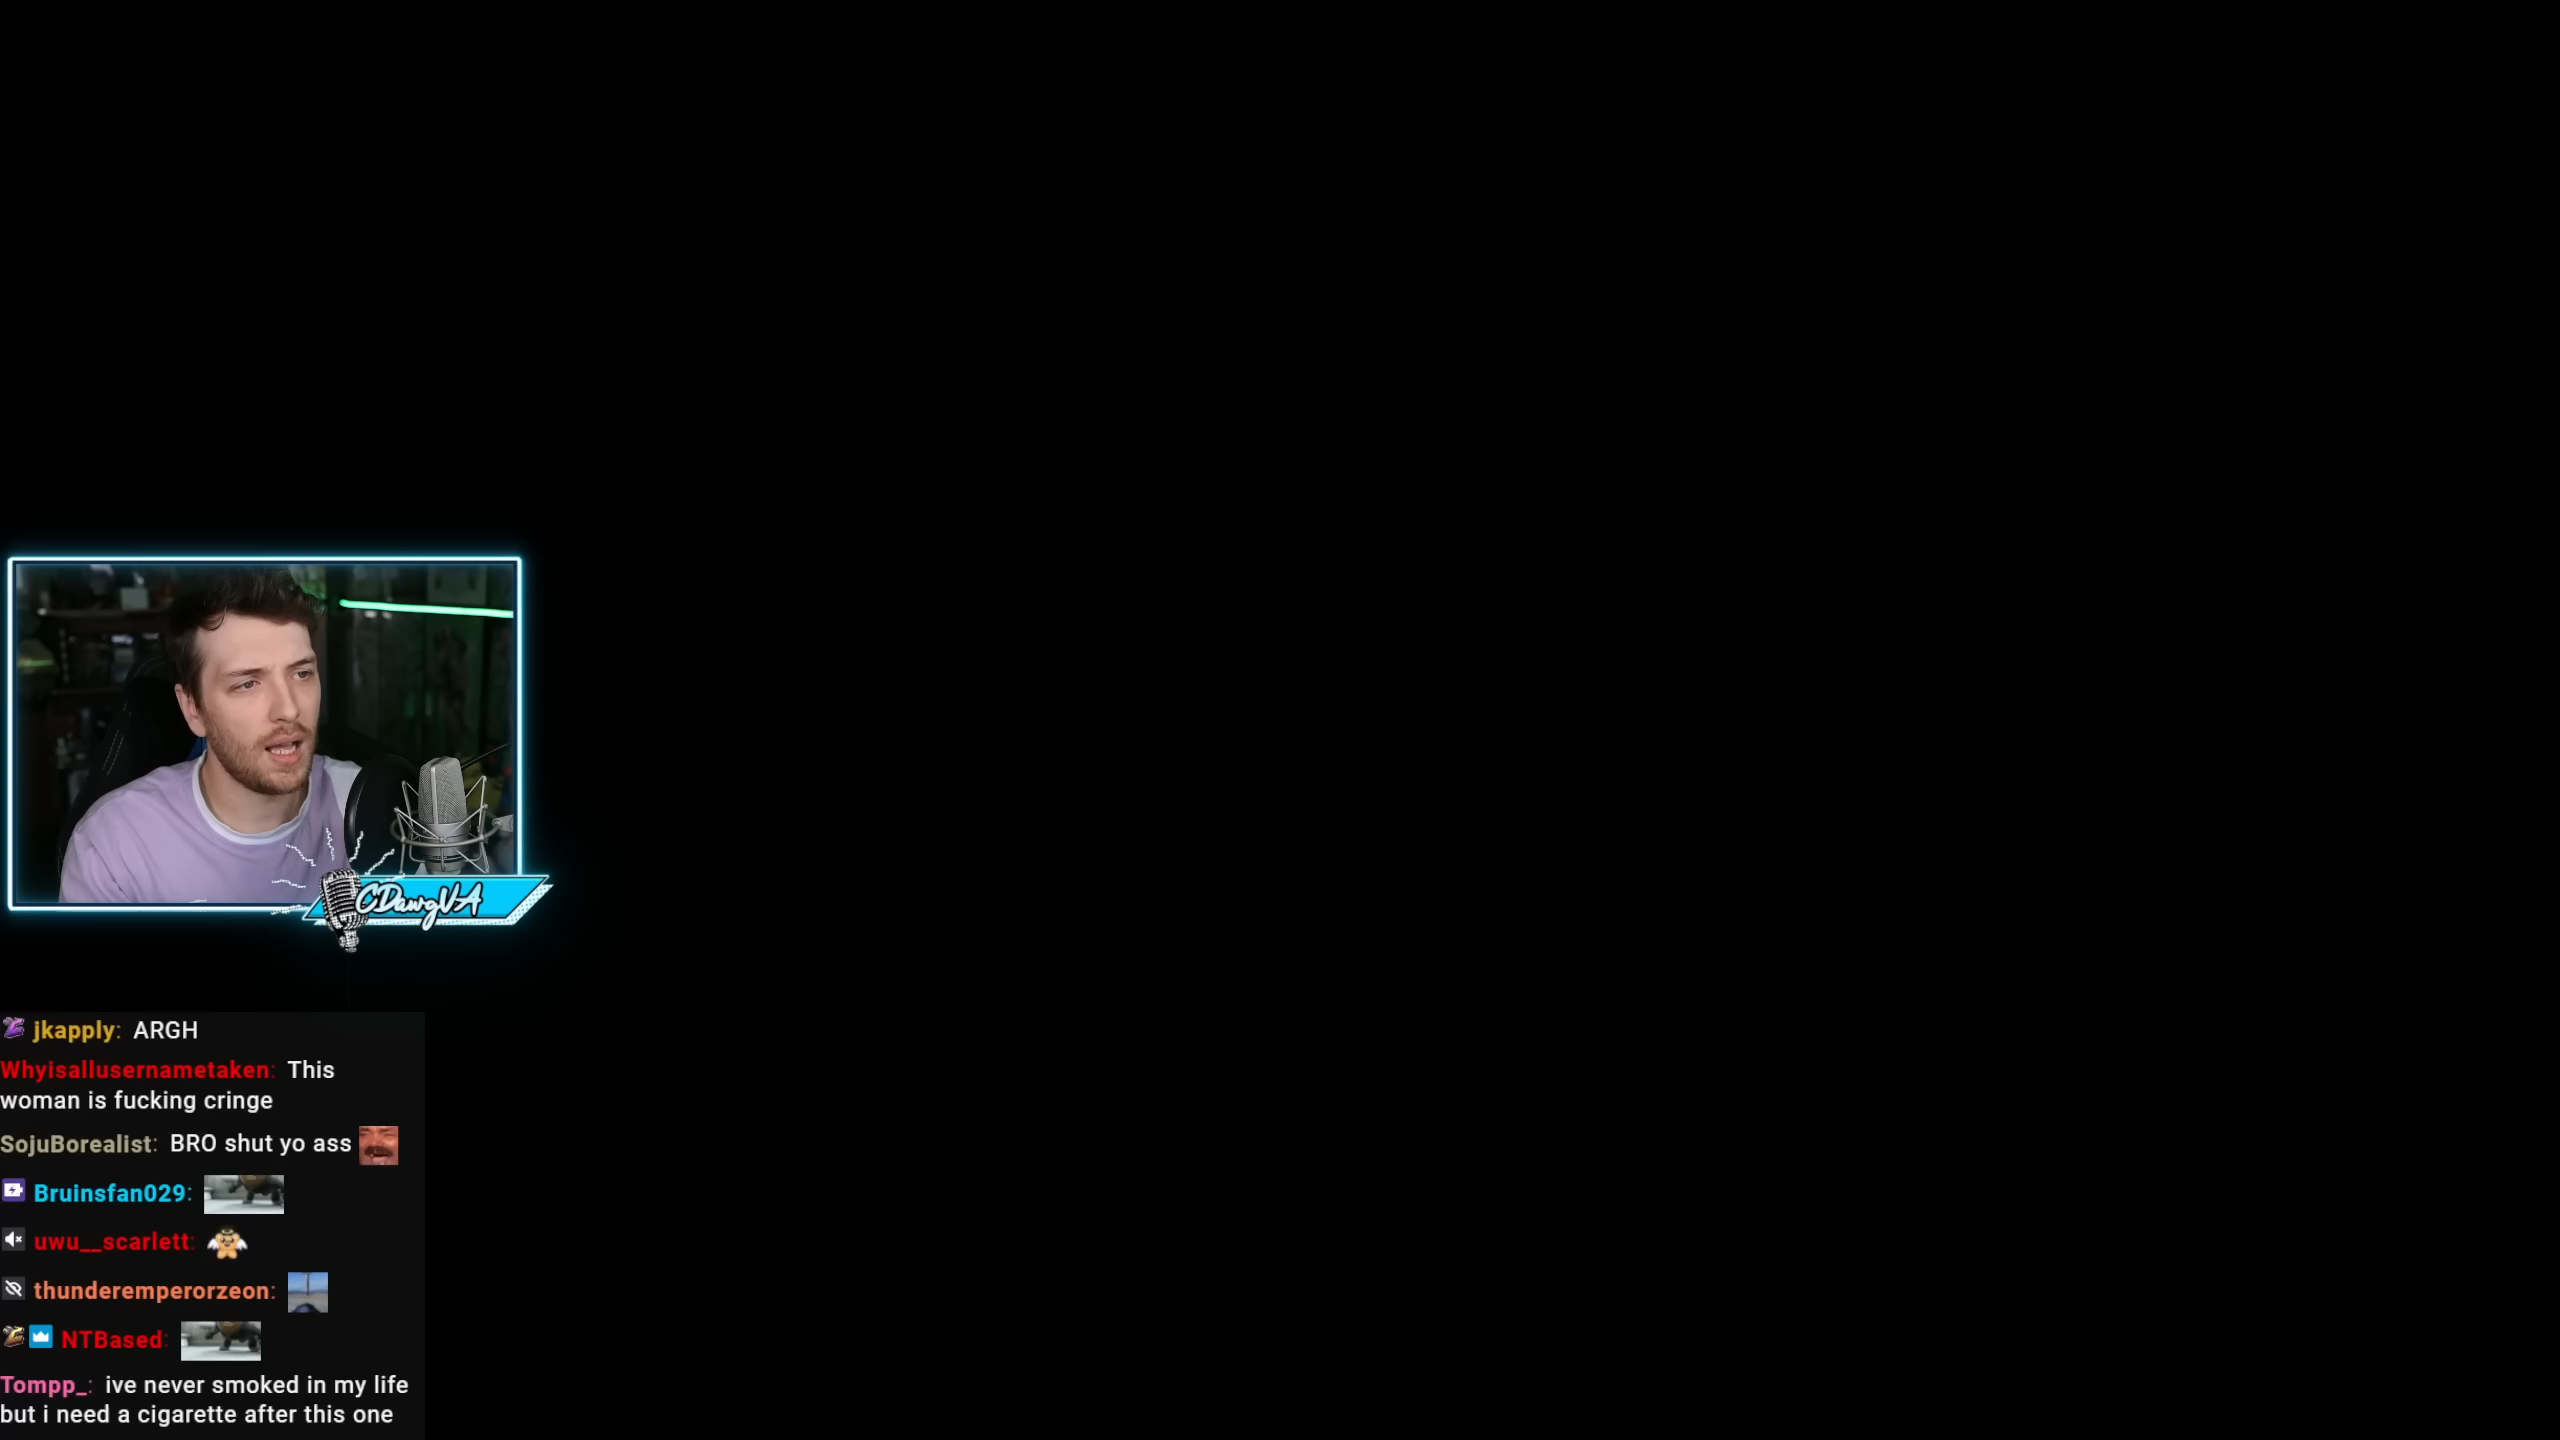 CDawgVA
jkapply: ARGH
Whyisallusernametaken: This
woman is fucking cringe
SojuBorealist: BRO shut yo ass
Bruinsfan029:
uwu__scarlett:
thunderemperorzeon:
NTBased:
Tompp_: ive never smoked in my life
but i need a cigarette after this one